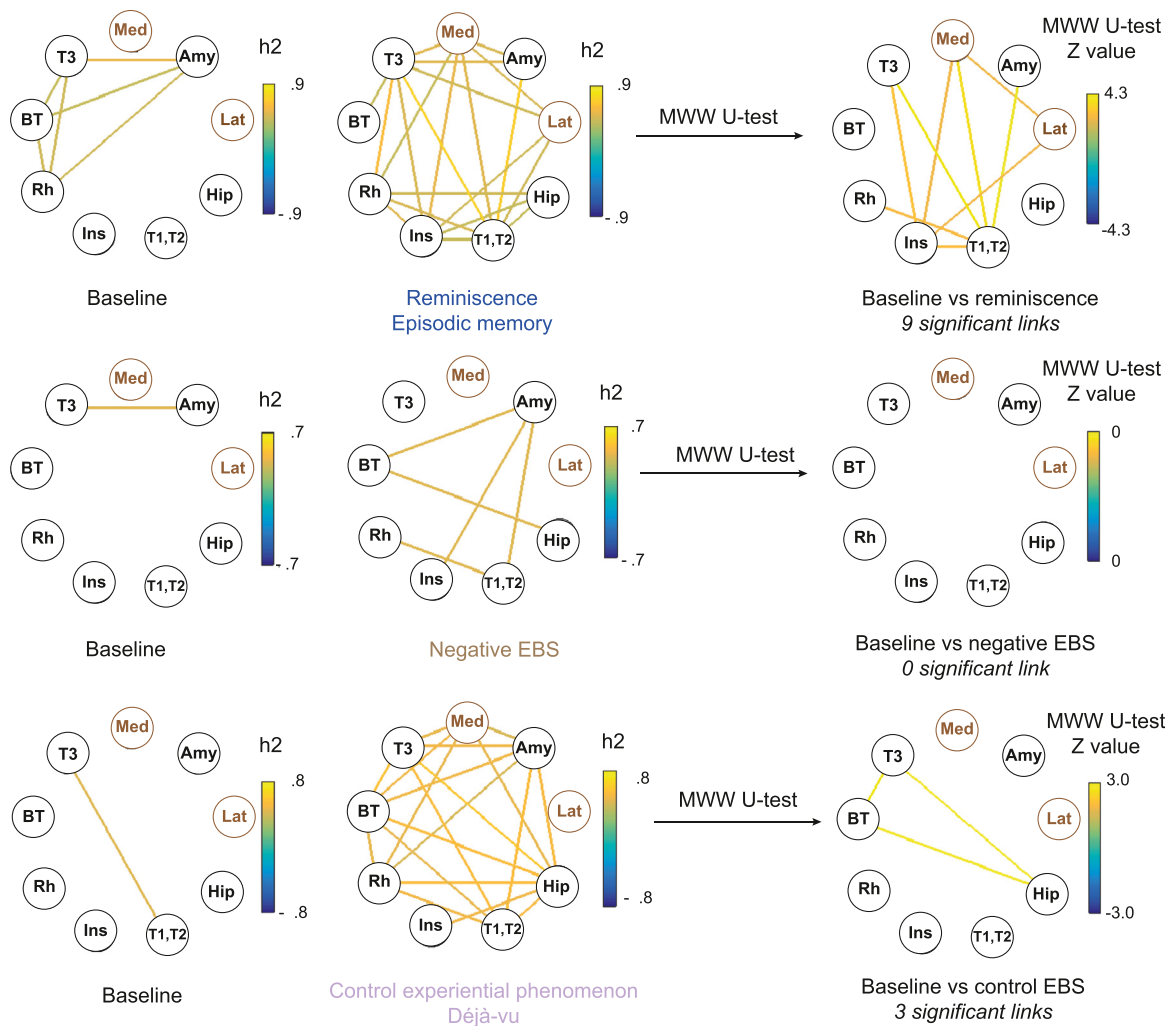 Med
T3
Amy
BT
Lat
Rh
Hip
Ins
T1,T2
h2
.9
- .9
Baseline
Med
T3
Amy
BT
Lat
Rh
Hip
Ins
T1,T2
h2
.9
-.9
Reminiscence
Episodic memory
MWW U-test
Med
T3
Amy
BT
Lat
Rh
Hip
Ins
T1,T2
MWW U-test
Z value
4.3
-4.3
Baseline vs reminiscence
9 significant links
Med
T3
Amy
BT
Lat
Rh
Hip
Ins
T1,T2
h2
.7
- .7
Baseline
Med
T3
Amy
BT
Lat
Rh
Hip
Ins
T1,T2
h2
.7
-.7
Negative EBS
MWW U-test
Med
T3
Amy
BT
Lat
Rh
Hip
Ins
T1,T2
MWW U-test
Z value
0
0
Baseline vs negative EBS
0 significant link
Med
T3
Amy
BT
Lat
Rh
Hip
Ins
T1,T2
h2
.8
- .8
Baseline
Med
T3
Amy
BT
Lat
Rh
Hip
Ins
T1,T2
h2
.8
- .8
Control experiential phenomenon
Déjà-vu
MWW U-test
Med
T3
Amy
BT
Lat
Rh
Hip
Ins
T1,T2
MWW U-test
Z value
3.0
-3.0
Baseline vs control EBS
3 significant links